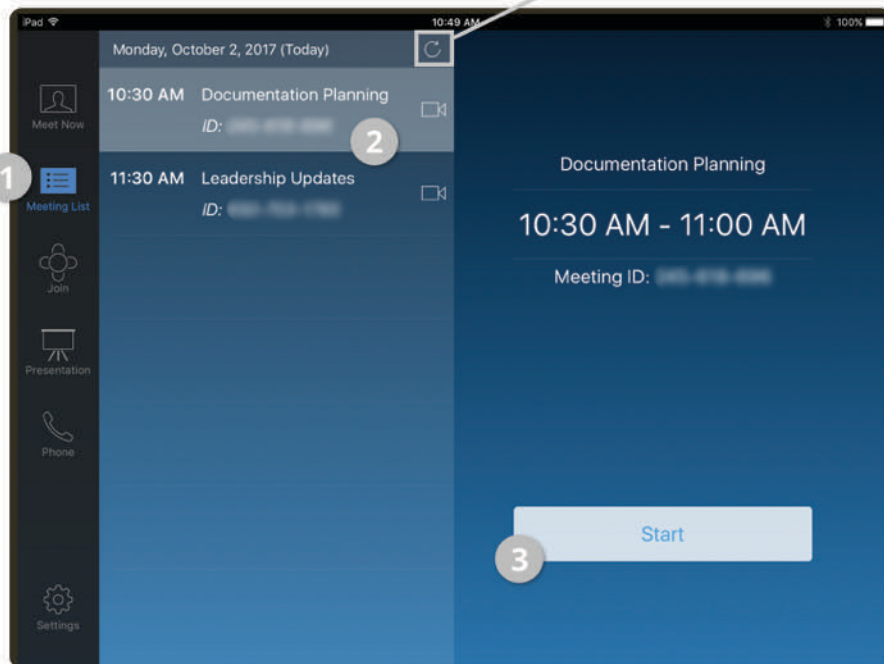 iPad 10:49 AM 100%
Monday, October 2, 2017 (Today)
Meet Now
10:30 AM Documentation Planning
ID:
2
1
Meeting List
11:30 AM Leadership Updates
ID:
Join
Presentation
Phone
Settings
Documentation Planning
10:30 AM - 11:00 AM
Meeting ID:
Start
3